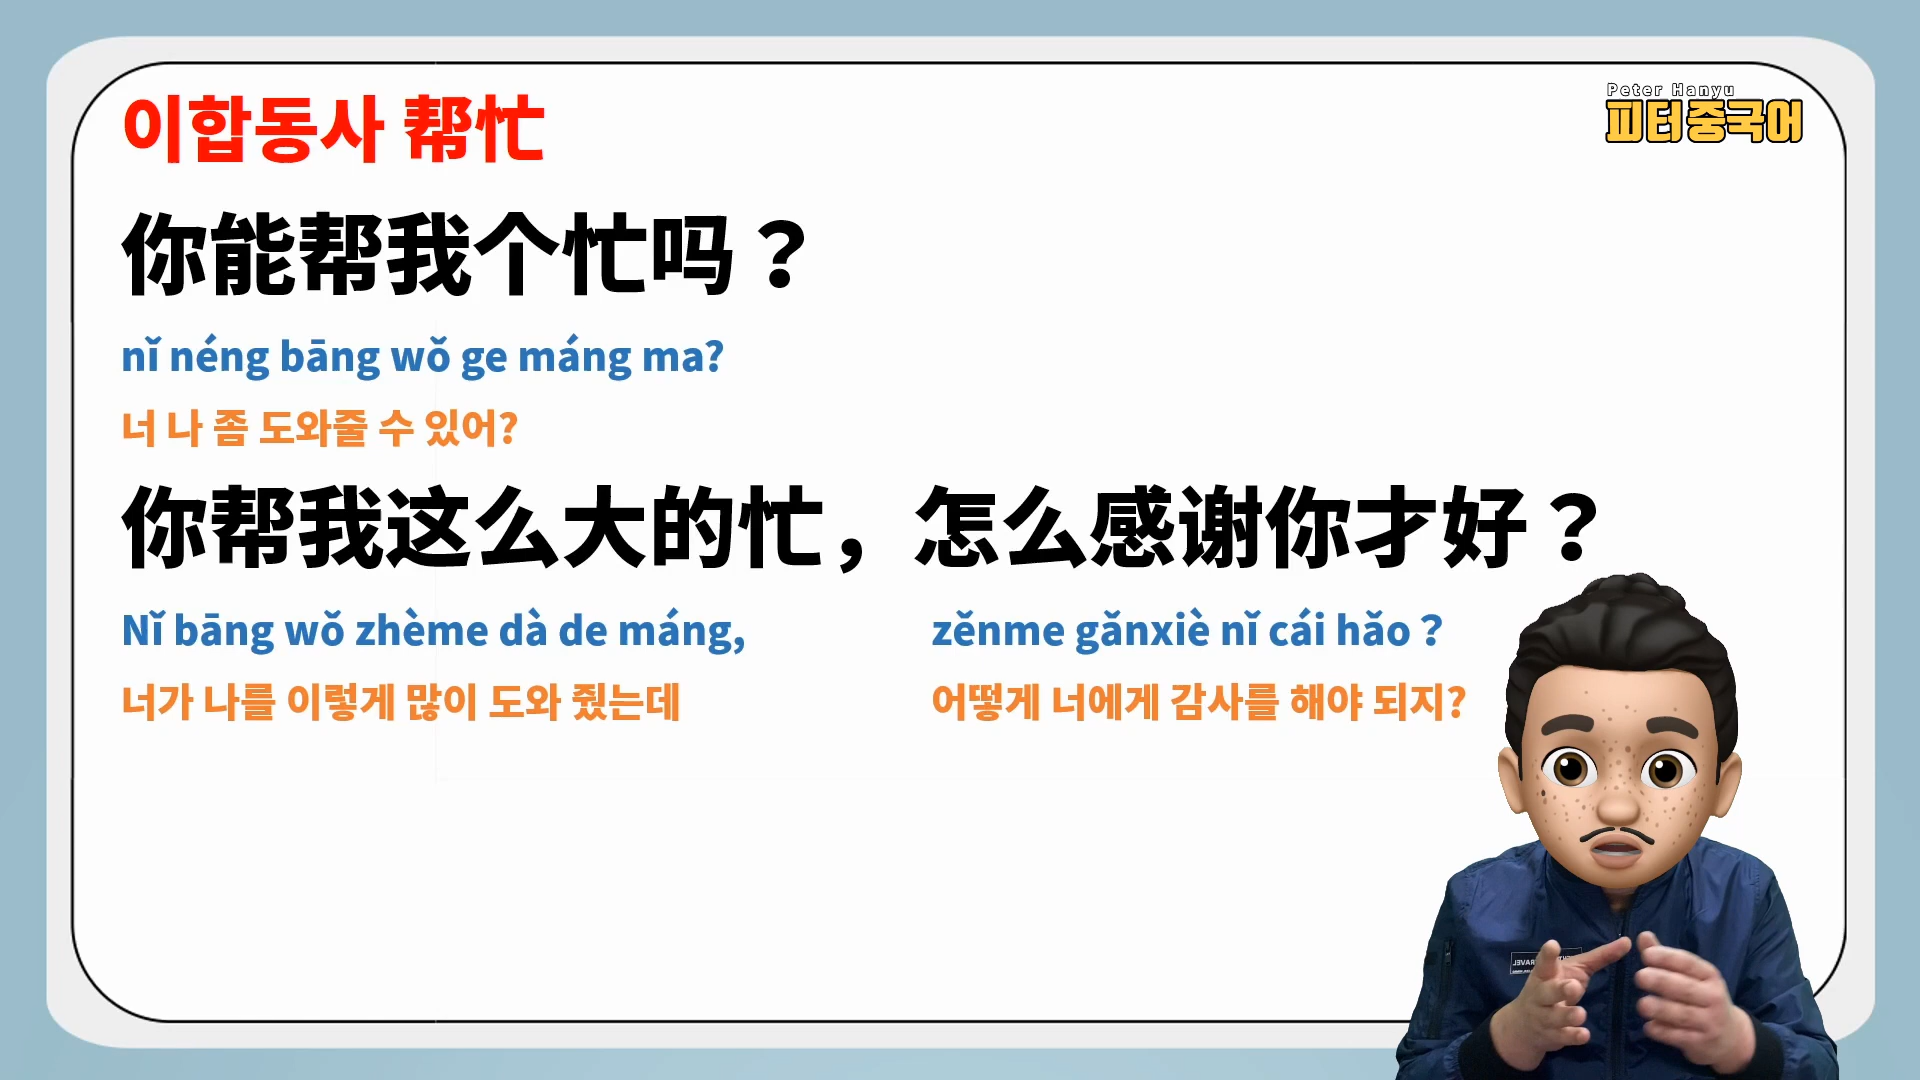 이합동사 帮忙
Peter Hanyu
피터중국어
你能帮我个忙吗？
nǐ néng bāng wǒ ge máng ma?
너 나 좀 도와줄 수 있어?
你帮我这么大的忙，怎么感谢你才好？
Nǐ bāng wǒ zhème dà de máng, zěnme gǎnxiè nǐ cái hǎo？
너가 나를 이렇게 많이 도와 줬는데 어떻게 너에게 감사를 해야 되지?